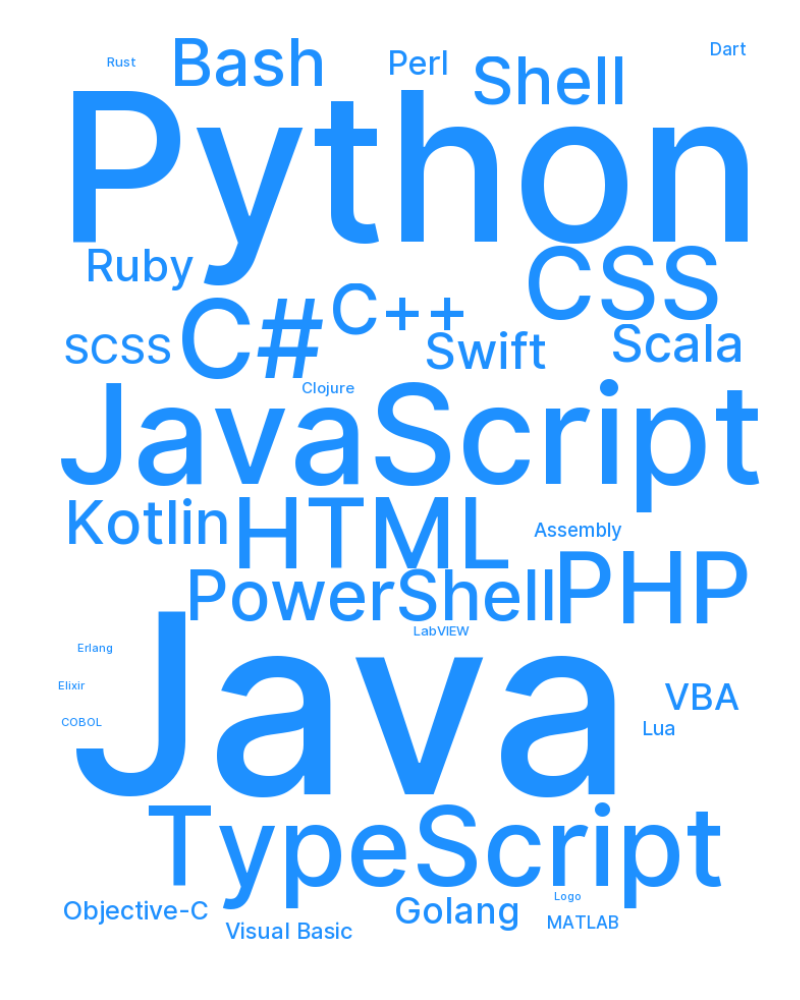 Rust
Bash
Perl
Shell
Dart
Python
Ruby
CSS
C#
C++
SCSS
Swift
Scala
Clojure
JavaScript
Kotlin
HTML
Assembly
PowerShell
PHP
LabVIEW
Java
Erlang
Elixir
COBOL
VBA
Lua
TypeScript
Objective-C
Visual Basic
Golang
Logo
MATLAB